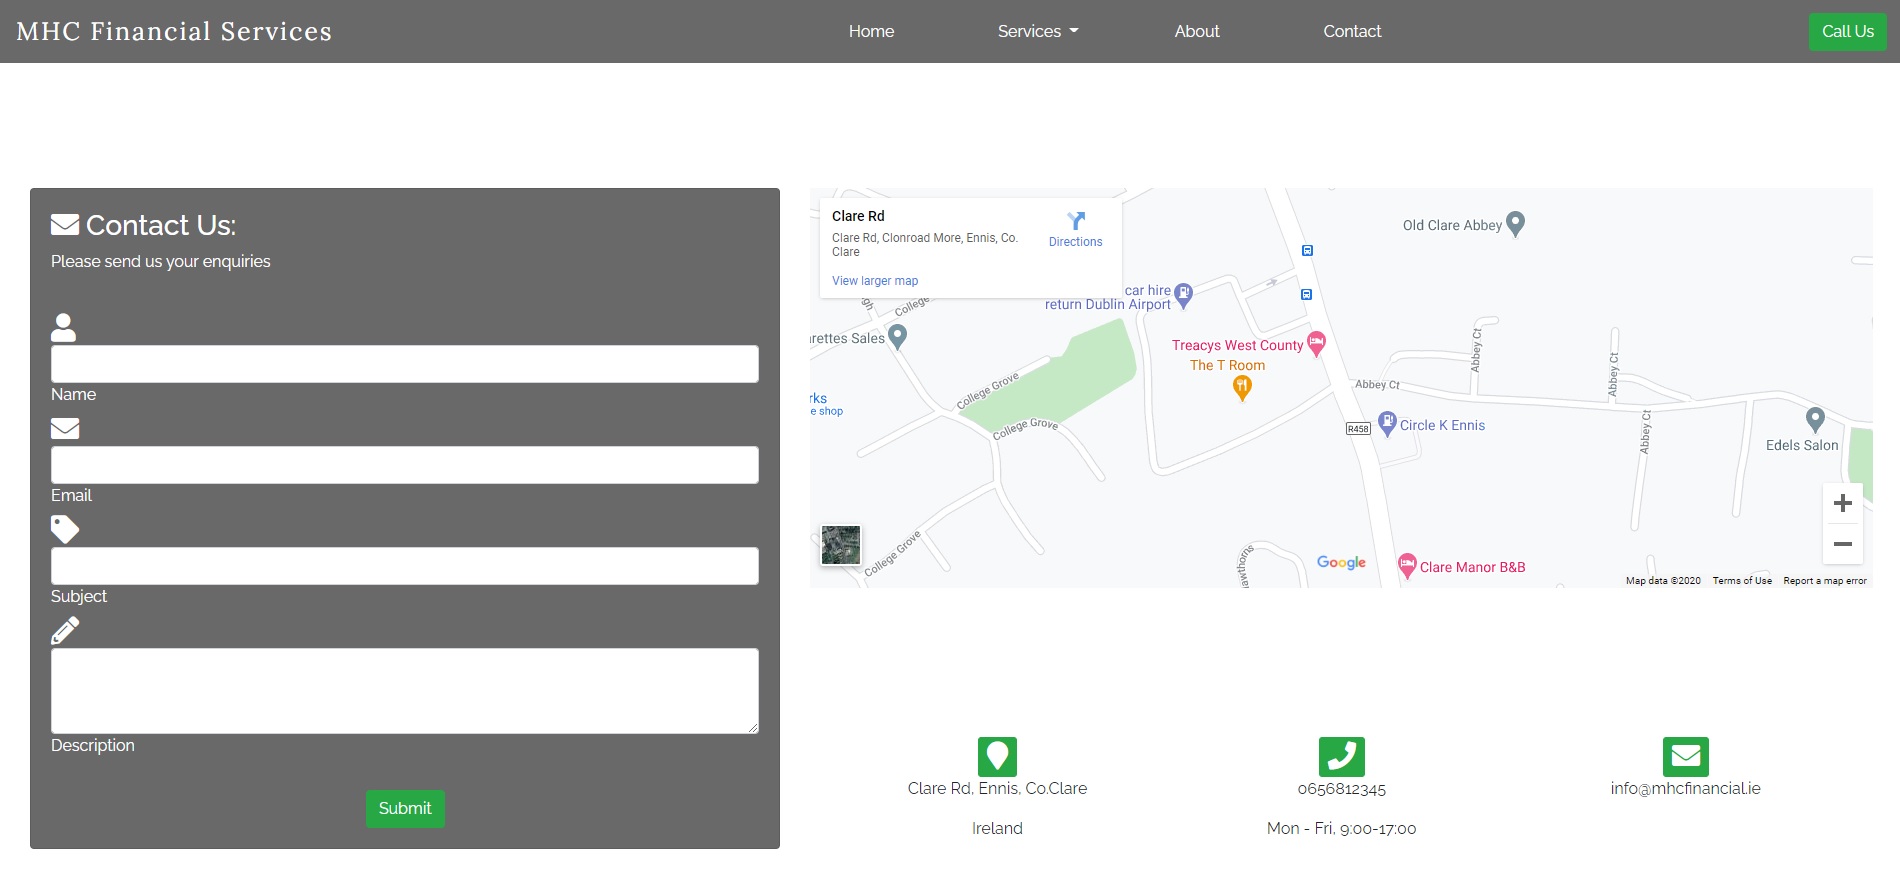 MHC Financial Services
Home
Services
About
Contact
Call Us
Contact Us:
Please send us your enquiries
Name
Email
Subject
Description
Submit
Clare Rd
Clare Rd, Clonroad More, Ennis, Co.
Clare
Directions
View larger map
College
Old Clare Abbey
car hire
return Dublin Airport
rettes Sales
Treacys West County
The T Room
College Grove
College Grove
College Grove
rks
e shop
Abbey Ct
Abbey Ct
Abbey Ct
Abbey Ct
R458
Circle K Ennis
Edels Salon
awthorns
Google
Clare Manor B&B
Map data ©2020
Terms of Use
Report a map error
Clare Rd, Ennis, Co.Clare
Ireland
0656812345
Mon - Fri, 9:00-17:00
info@mhcfinancial.ie